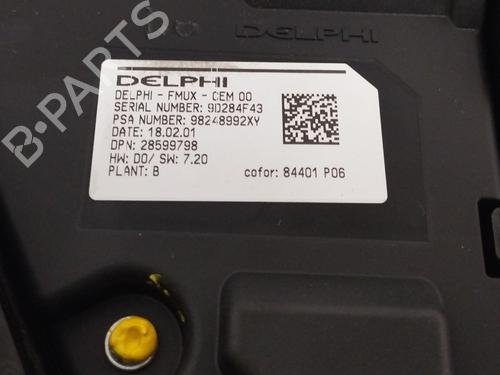 B-PARTS
DELPHI
DELPHI
DELPHI - FMUX - CEM 00
SERIAL NUMBER: 9D284F43
PSA NUMBER: 98248992XY
DATE: 18.02.01
DPN: 28599798
HW: D0/ SW: 7.20
PLANT: B
cofor: 84401 P06